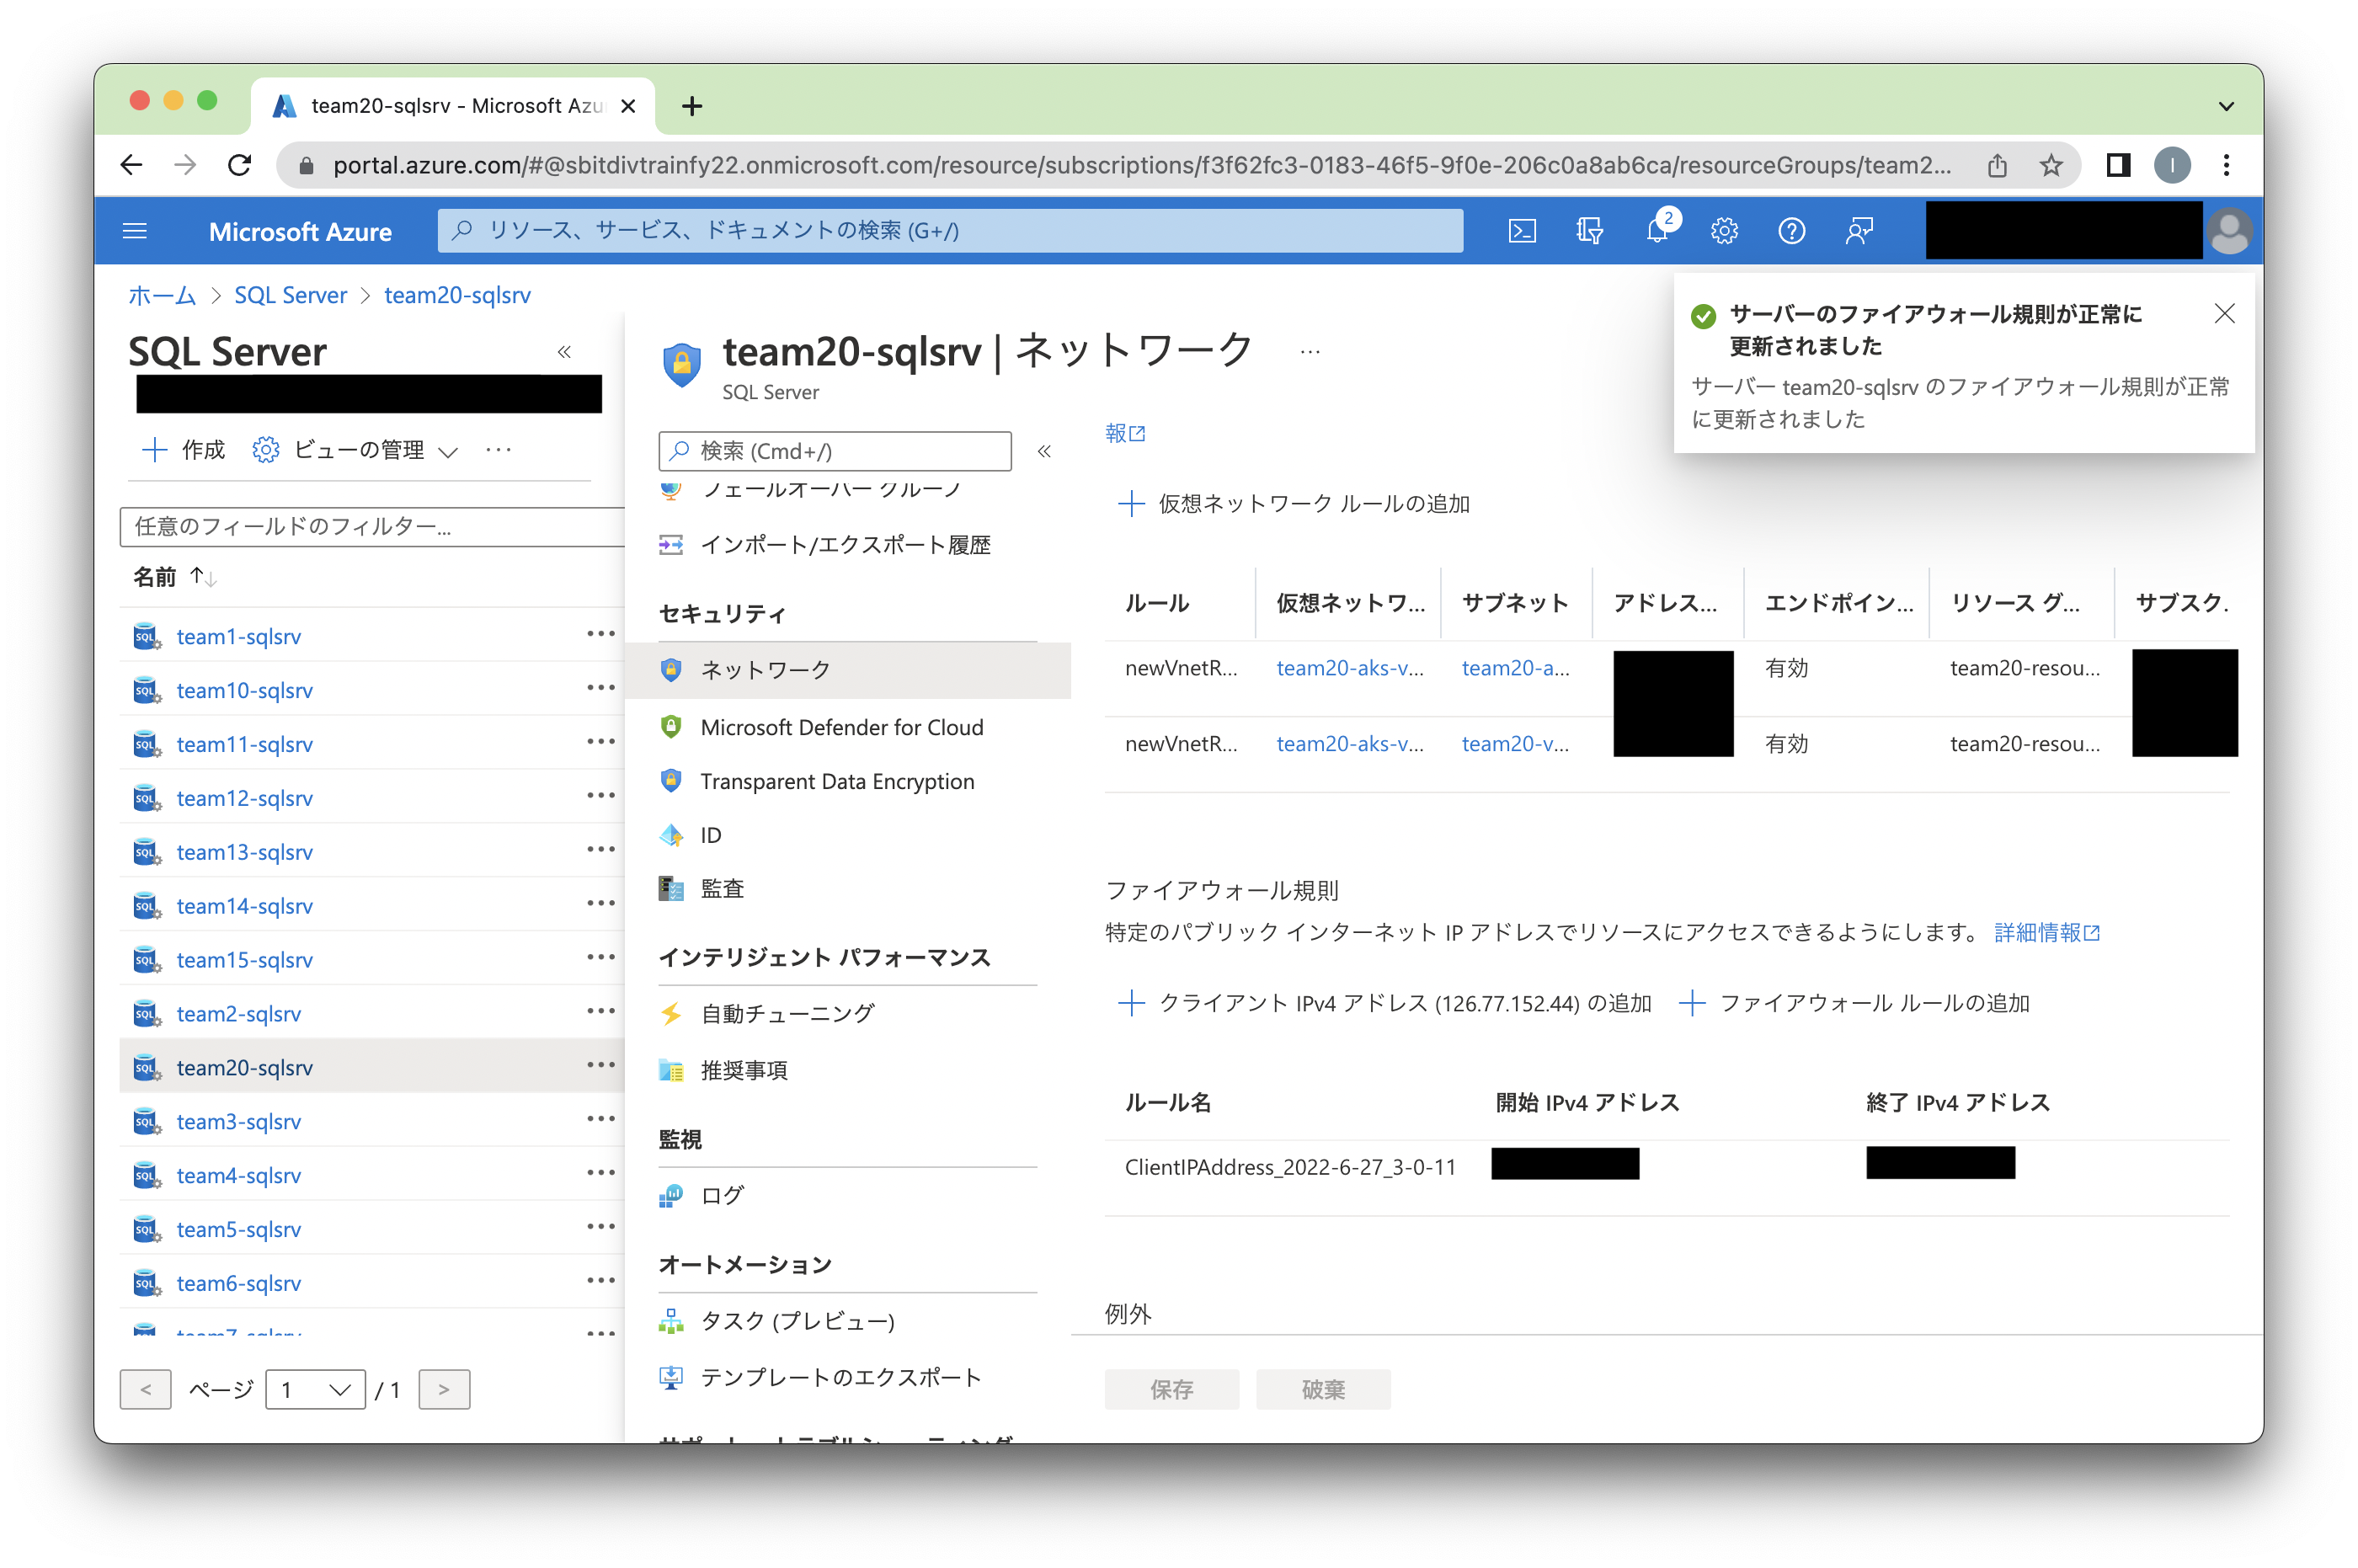 team20-sqlsrv - Microsoft Azu
portal.azure.com/#@sbitdivtrainfy22.onmicrosoft.com/resource/subscriptions/f3f62fc3-0183-46f5-9f0e-206c0a8ab6ca/resourceGroups/team2...
I
Microsoft Azure
リソース、サービス、ドキュメントの検索 (G+/)
2
ホーム > SQL Server > team20-sqlsrv
サーバーのファイアウォール規則が正常に
更新されました
サーバー team20-sqlsrv のファイアウォール規則が正常
に更新されました
SQL Server
作成
ビューの管理
任意のフィールドのフィルター...
名前
team1-sqlsrv
team10-sqlsrv
team11-sqlsrv
team12-sqlsrv
team13-sqlsrv
team14-sqlsrv
team15-sqlsrv
team2-sqlsrv
team20-sqlsrv
team3-sqlsrv
team4-sqlsrv
team5-sqlsrv
team6-sqlsrv
team7-sqlsrv
< ページ 1 / 1 >
team20-sqlsrv | ネットワーク
SQL Server
検索 (Cmd+/)
フェールオーバー グループ
インポート/エクスポート履歴
セキュリティ
ネットワーク
Microsoft Defender for Cloud
Transparent Data Encryption
ID
監査
インテリジェント パフォーマンス
自動チューニング
推奨事項
監視
ログ
オートメーション
タスク (プレビュー)
テンプレートのエクスポート
報
仮想ネットワーク ルールの追加
ルール 仮想ネットワ... サブネット アドレス... エンドポイン... リソース グ... サブスク.
newVnetR... team20-aks-v... team20-a... 有効 team20-resou...
newVnetR... team20-aks-v... team20-v... 有効 team20-resou...
ファイアウォール規則
特定のパブリック インターネット IP アドレスでリソースにアクセスできるようにします。 詳細情報
クライアント IPv4 アドレス (126.77.152.44) の追加 ファイアウォール ルールの追加
ルール名 開始 IPv4 アドレス 終了 IPv4 アドレス
ClientIPAddress_2022-6-27_3-0-11
例外
保存 破棄